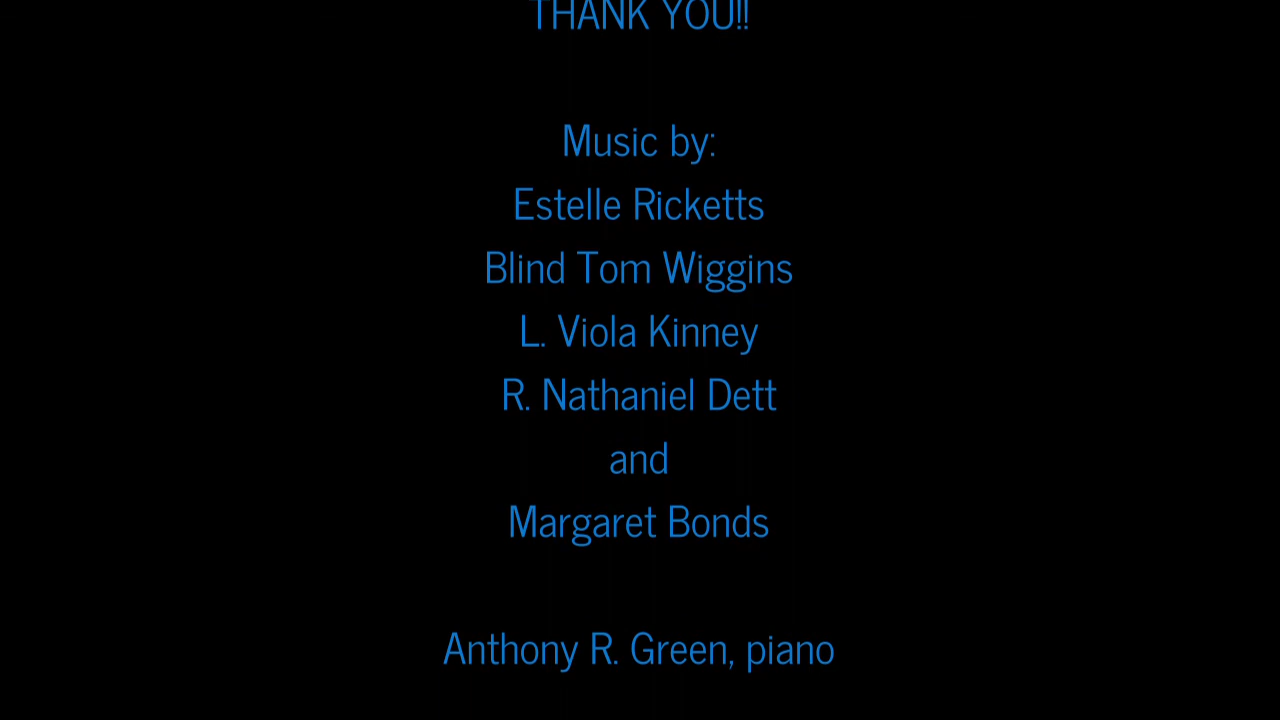 THANK YOU!!
Music by:
Estelle Ricketts
Blind Tom Wiggins
L. Viola Kinney
R. Nathaniel Dett
and
Margaret Bonds
Anthony R. Green, piano